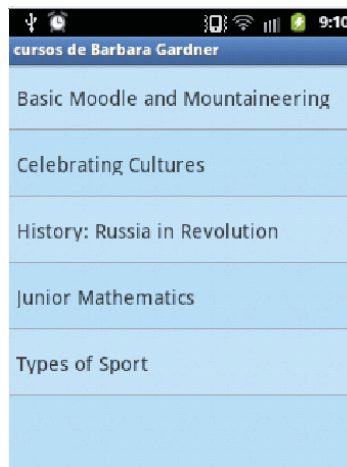 9:10
cursos de Barbara Gardner
Basic Moodle and Mountaineering
Celebrating Cultures
History: Russia in Revolution
Junior Mathematics
Types of Sport